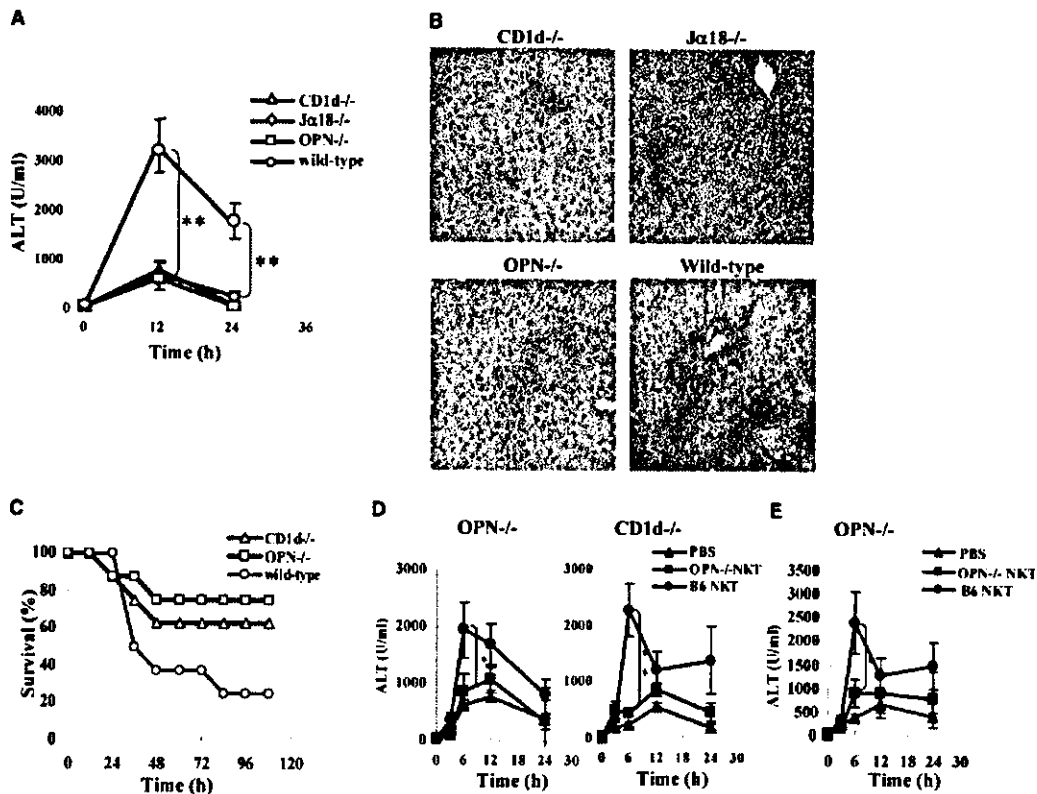 A
CD1d-/-
Jα18-/-
OPN-/-
wild-type
4000
3000
2000
1000
0
ALT (U/ml)
**
**
0 12 24 36
Time (h)
B
CD1d-/-
Jα18-/-
OPN-/-
Wild-type
C
CD1d-/-
OPN-/-
wild-type
100
80
60
40
20
0
Survival (%)
0 24 48 72 96 120
Time (h)
D
OPN-/-
CD1d-/-
PBS
OPN-/-NKT
B6 NKT
3000
2000
1000
0
ALT (U/ml)
0 6 12 18 24 30
Time (h)
3000
2000
1000
0
0 6 12 18 24 30
Time (h)
E
OPN-/-
PBS
OPN-/-NKT
B6 NKT
3500
3000
2500
2000
1500
1000
500
0
ALT (U/ml)
0 6 12 18 24 30
Time (h)